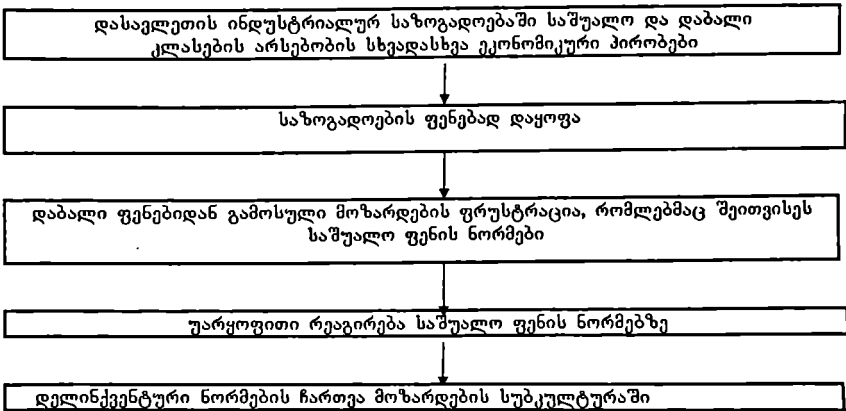 დასავლეთის ინდუსტრიალურ საზოგადოებაში საშუალო და დაბალი
კლასების არსებობის სხვადასხვა ეკონომიკური პირობები
საზოგადოების ფენებად დაყოფა
დაბალი ფენებიდან გამოსული მოზარდების ფრუსტრაცია, რომლებმაც შეითვისეს
საშუალო ფენის ნორმები
უარყოფითი რეაგირება საშუალო ფენის ნორმებზე
დელინქვენტური ნორმების ჩართვა მოზარდების სუბკულტურაში